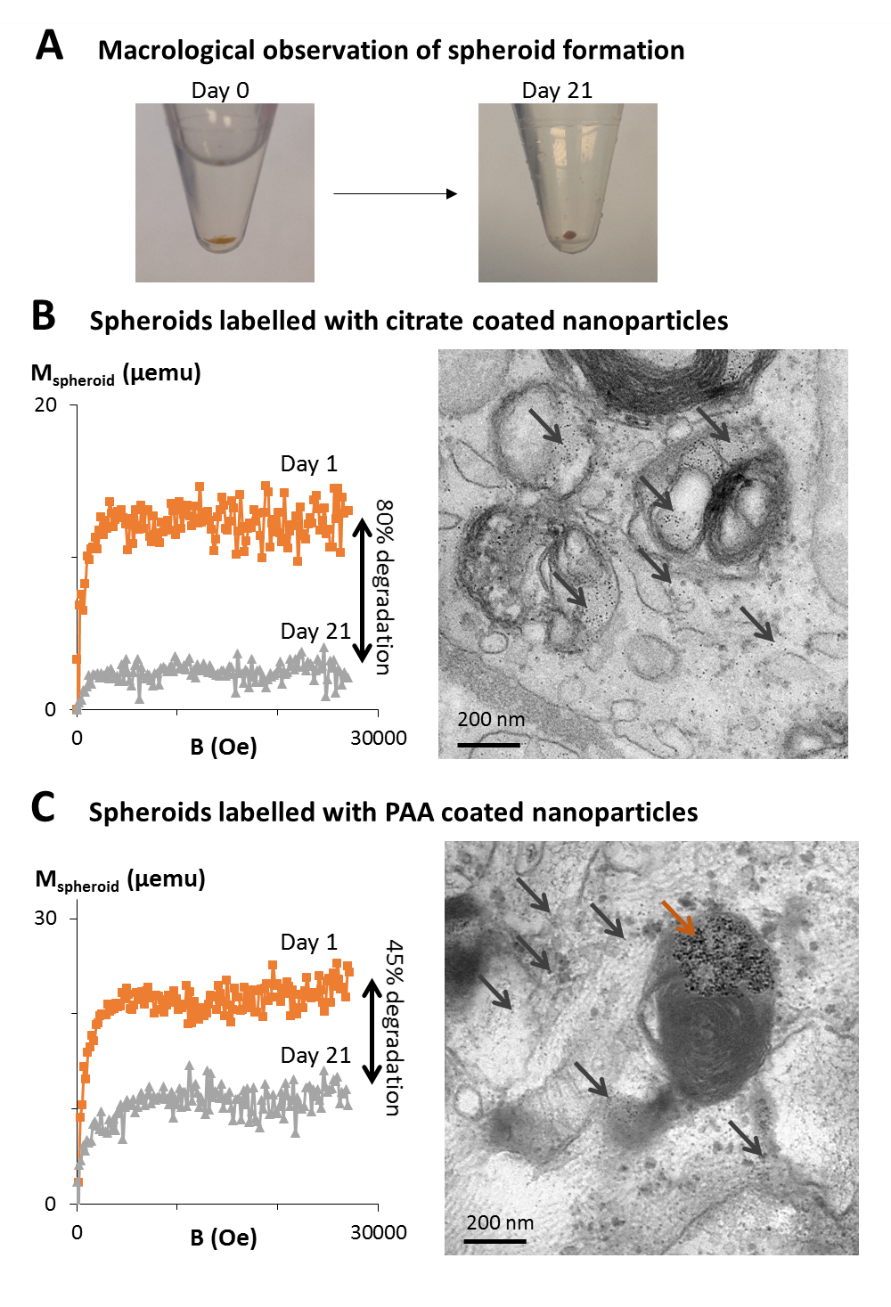 A Macrological observation of spheroid formation
Day 0
Day 21
B Spheroids labelled with citrate coated nanoparticles
Mspheroid (µemu)
20
Day 1
80% degradation
Day 21
0
0
B (Oe)
30000
200 nm
C Spheroids labelled with PAA coated nanoparticles
Mspheroid (µemu)
30
Day 1
45% degradation
Day 21
0
0
B (Oe)
30000
200 nm